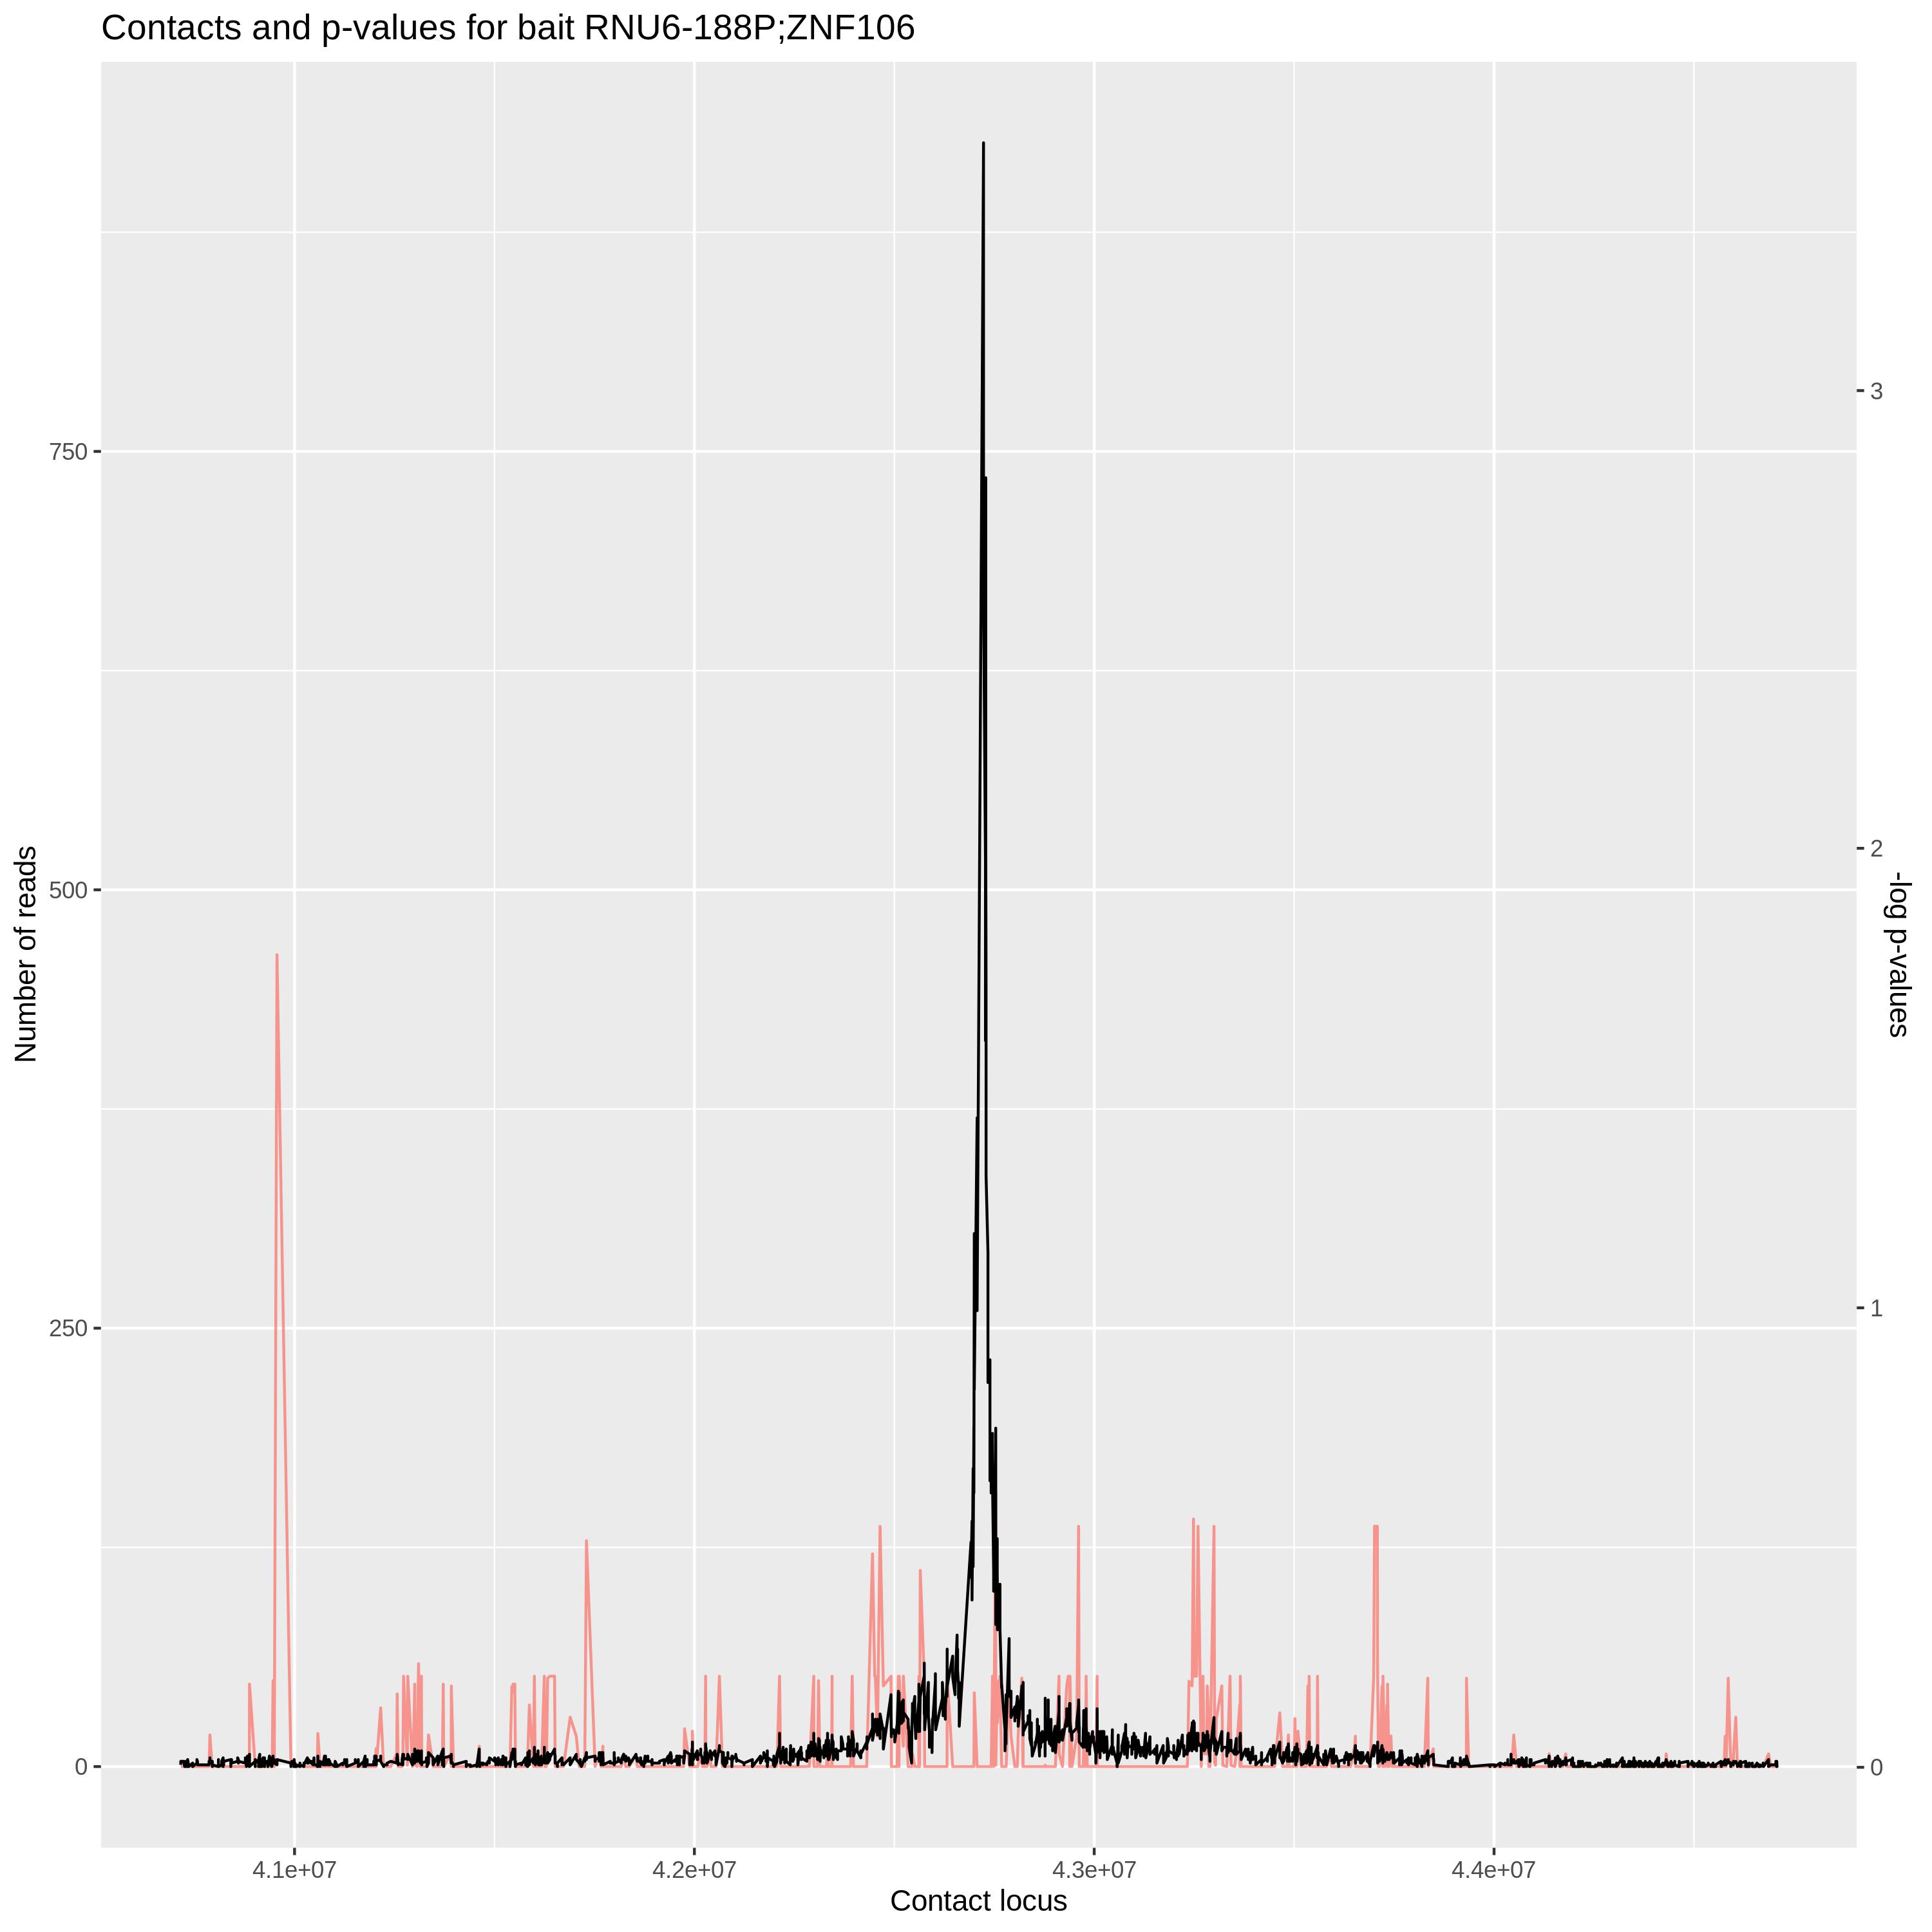 Contacts and p-values for bait RNU6-188P;ZNF106
Number of reads
750
500
250
0
3
2
1
0
-log p-values
4.1e+07 4.2e+07 4.3e+07 4.4e+07
Contact locus